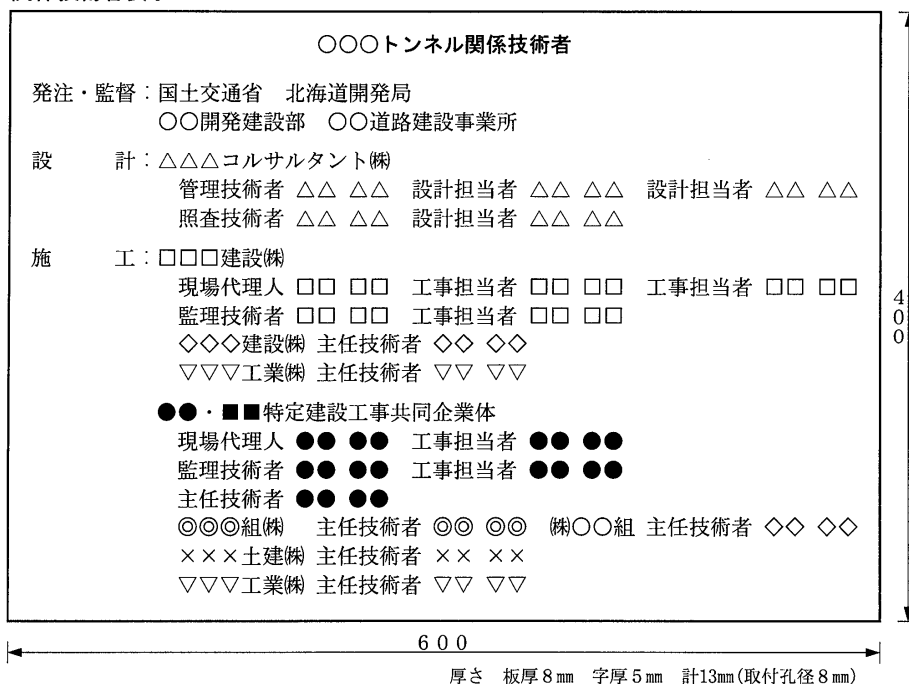 ○○○トンネル関係技術者
発注・監督：国土交通省　北海道開発局
○○開発建設部　○○道路建設事業所
設　　計：△△△コルサルタント㈱
管理技術者 △△ △△　設計担当者 △△ △△　設計担当者 △△ △△
照査技術者 △△ △△　設計担当者 △△ △△
施　　工：□□□建設㈱
現場代理人 □□ □□　工事担当者 □□ □□　工事担当者 □□ □□
監理技術者 □□ □□　工事担当者 □□ □□
◇◇◇建設㈱ 主任技術者 ◇◇ ◇◇
▽▽▽工業㈱ 主任技術者 ▽▽ ▽▽
●●・■■特定建設工事共同企業体
現場代理人 ●● ●●　工事担当者 ●● ●●
監理技術者 ●● ●●　工事担当者 ●● ●●
主任技術者 ●● ●●
◎◎◎組㈱　主任技術者 ◎◎ ◎◎　㈱○○組 主任技術者 ◇◇ ◇◇
×××土建㈱ 主任技術者 ×× ××
▽▽▽工業㈱ 主任技術者 ▽▽ ▽▽
400
600
厚さ　板厚8㎜　字厚5㎜　計13㎜(取付孔径8㎜)